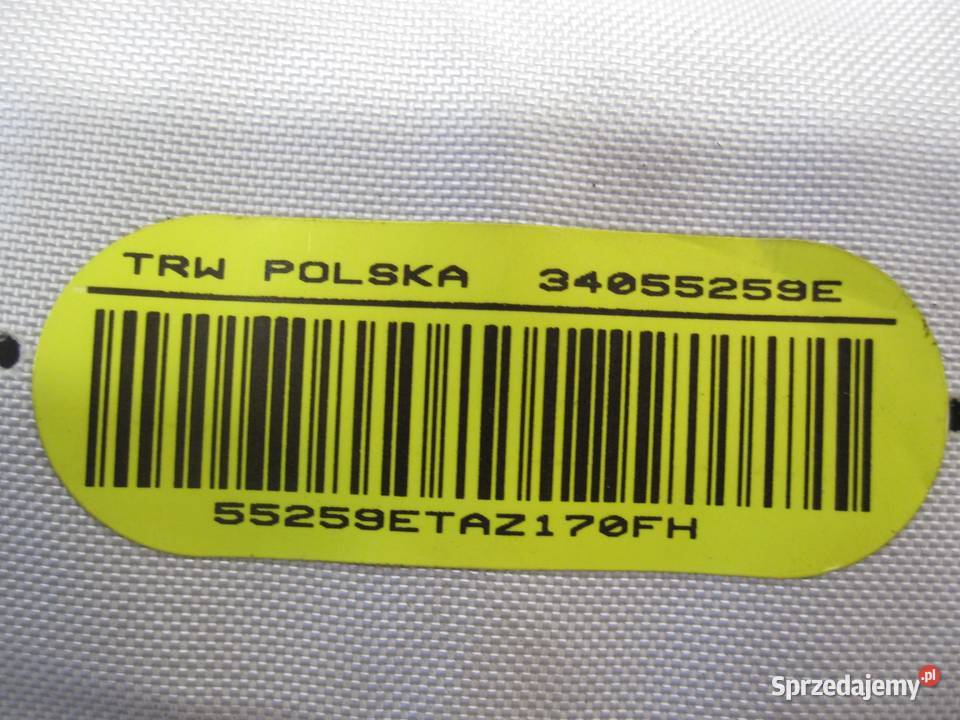 TRW POLSKA 34055259E
55259ETAZ170FH
Sprzedajemy.pl